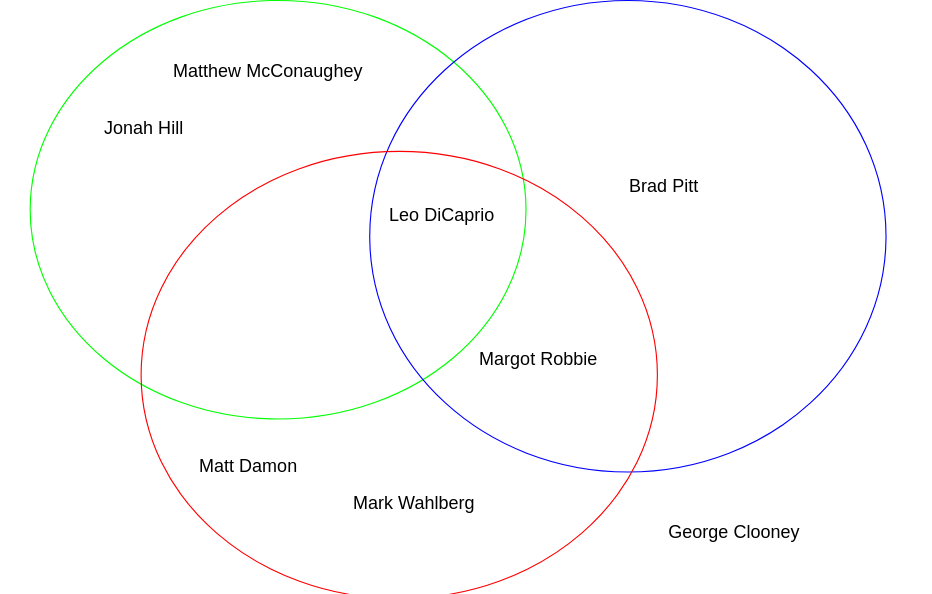 Matthew McConaughey
Jonah Hill
Brad Pitt
Leo DiCaprio
Margot Robbie
Matt Damon
Mark Wahlberg
George Clooney